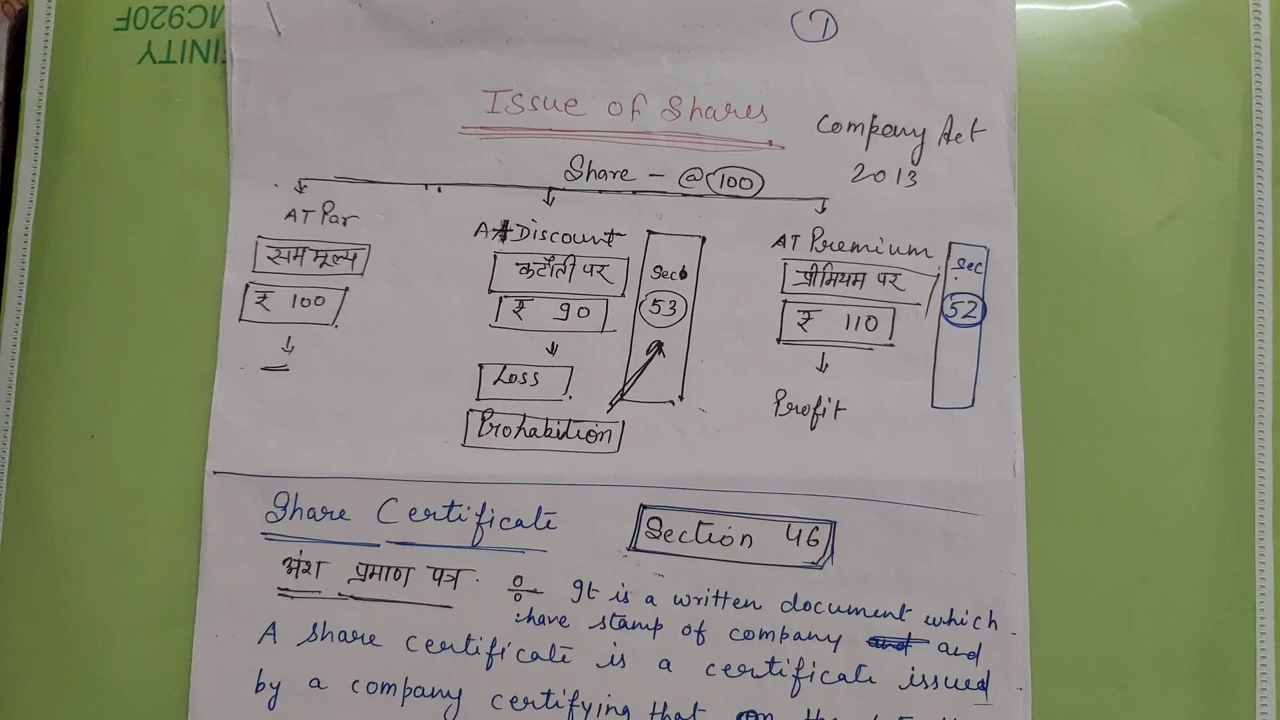 1
Issue of Shares
Company Act
2013
Share - @ 100
AT Par
सममूल्य
₹ 100
At Discount
कटौती पर
₹ 90
Loss
Prohabition
Sec
53
AT Premium
प्रीमियम पर
₹ 110
Profit
Sec
52
Share Certificate
Section 46
अंश प्रमाण पत्र
It is a written document which
have stamp of company and
A share certificate is a certificate issued
by a company certifying that on the